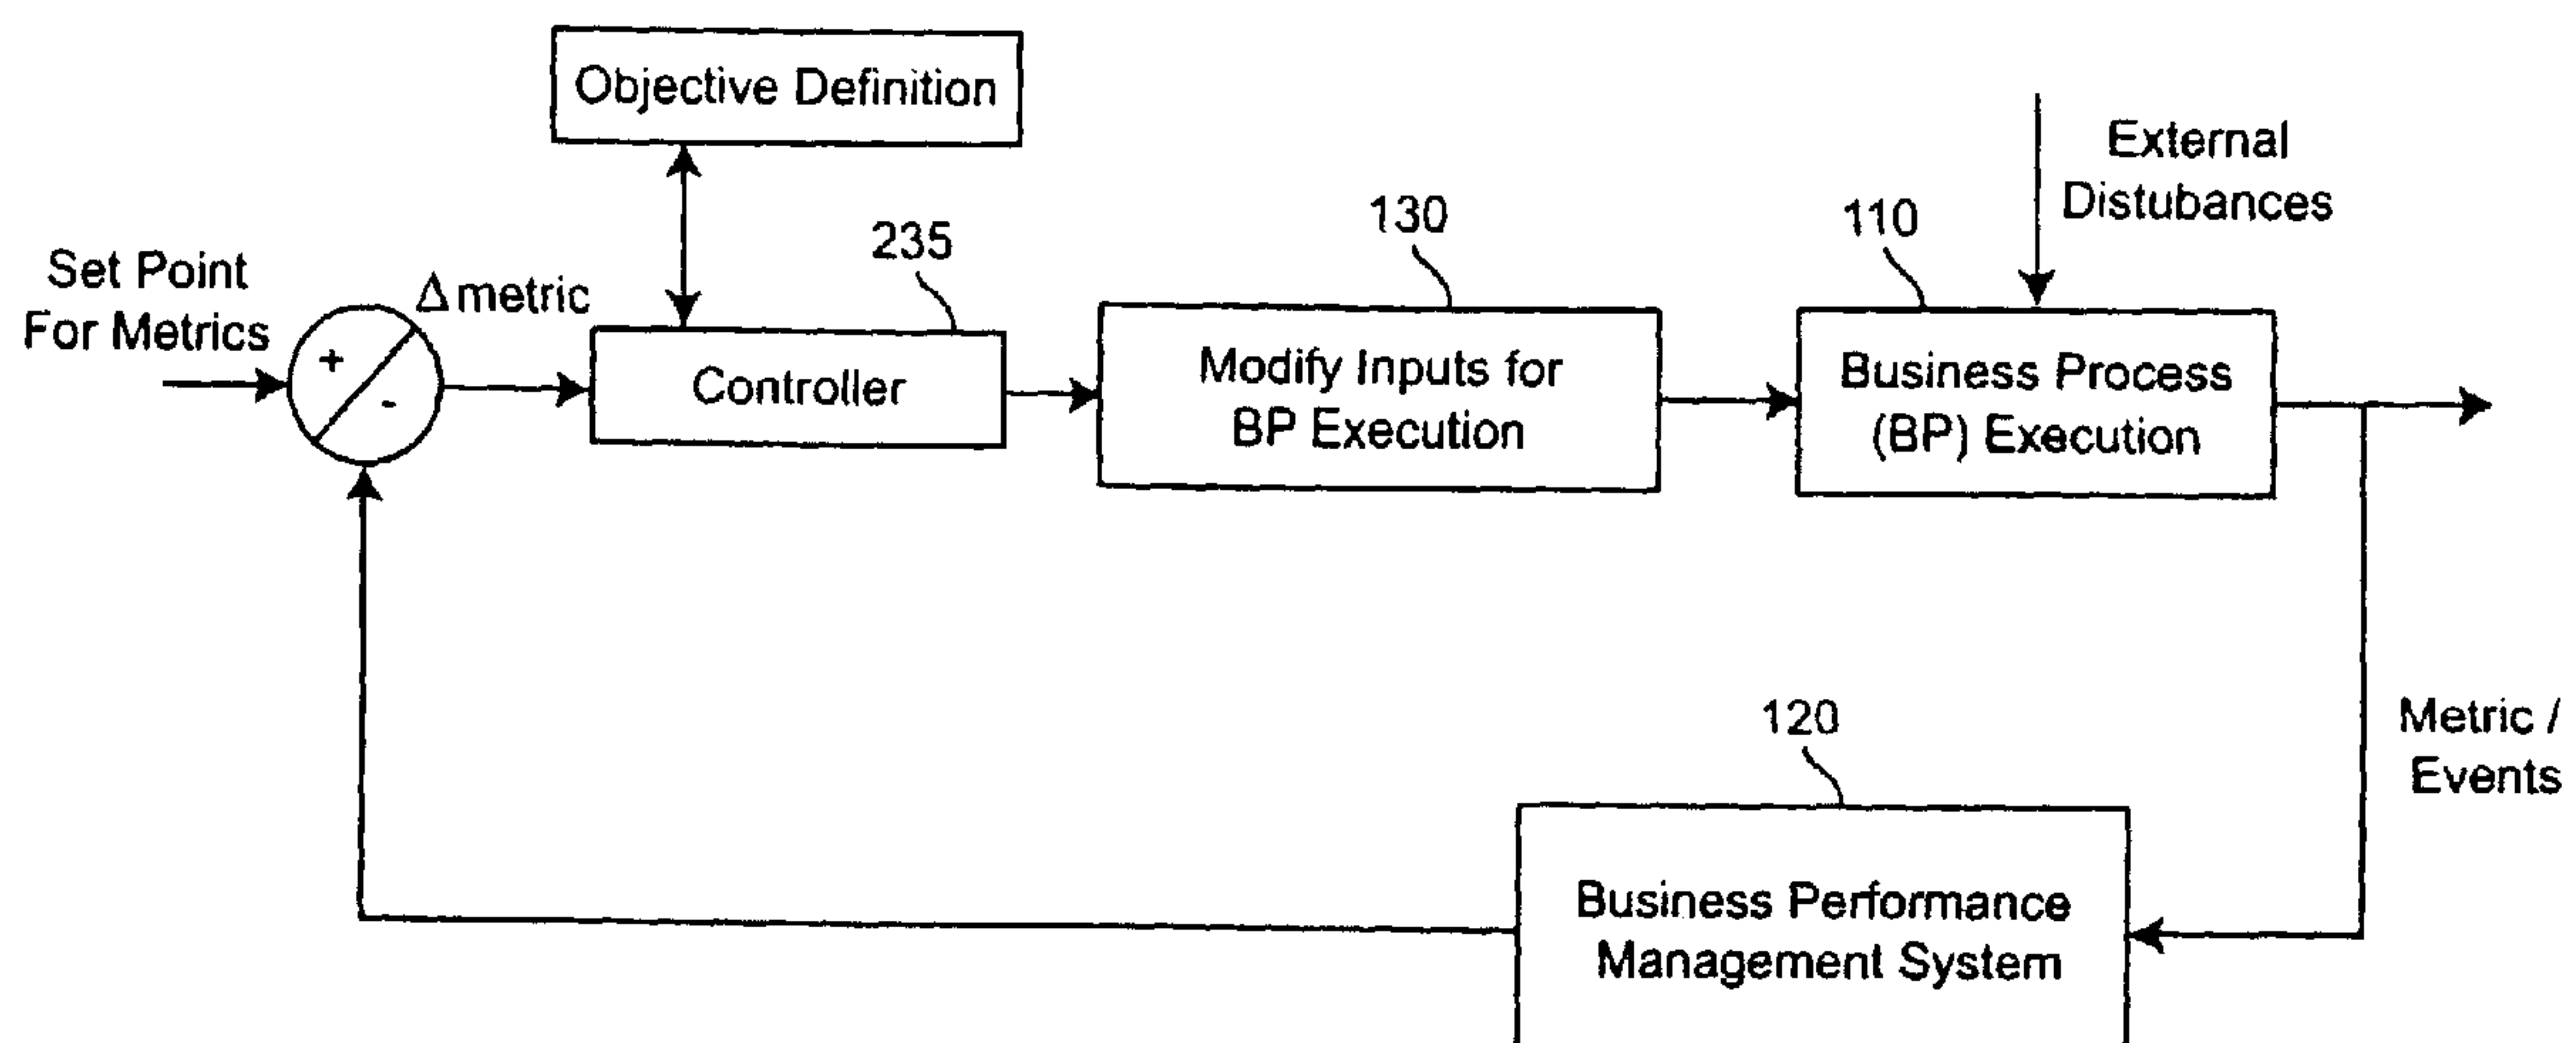 Objective Definition
External
Distubances
235
130
110
Set Point
For Metrics
Δ metric
+
-
Controller
Modify Inputs for
BP Execution
Business Process
(BP) Execution
Metric /
Events
120
Business Performance
Management System